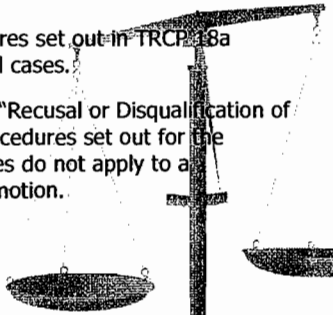 res set out in TRCP 18a
l cases.
"Recusal or Disqualification of
cedures set out for the
es do not apply to a
motion.